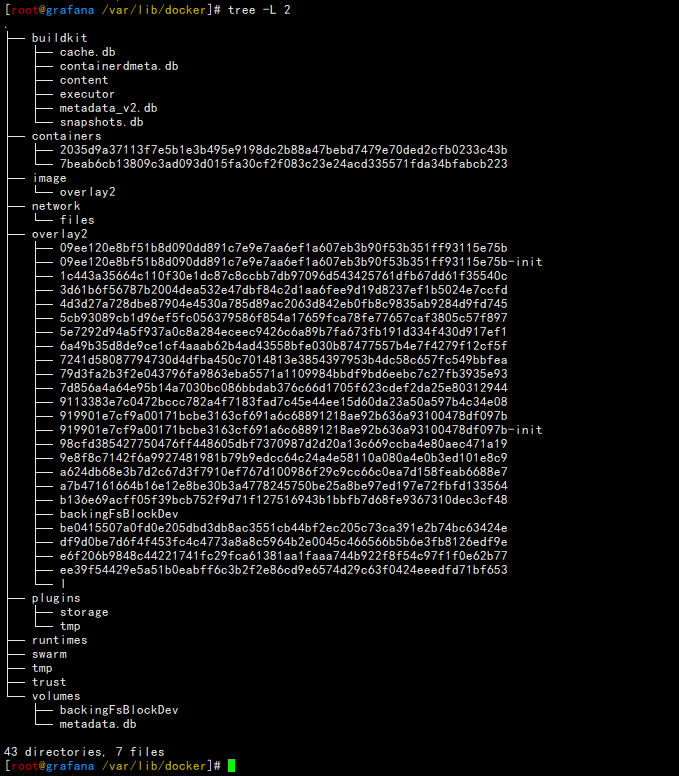 [root@grafana /var/lib/docker]# tree -L 2
.
├── buildkit
│   ├── cache.db
│   ├── containerdmeta.db
│   ├── content
│   ├── executor
│   ├── metadata_v2.db
│   └── snapshots.db
├── containers
│   ├── 2035d9a37113f7e5b1e3b495e9198dc2b88a47bebd7479e70ded2cfb0233c43b
│   └── 7beab6cb13809c3ad093d015fa30cf2f083c23e24acd335571fda34bfabcb223
├── image
│   └── overlay2
├── network
│   └── files
├── overlay2
│   ├── 09ee120e8bf51b8d090dd891c7e9e7aa6ef1a607eb3b90f53b351ff93115e75b
│   ├── 09ee120e8bf51b8d090dd891c7e9e7aa6ef1a607eb3b90f53b351ff93115e75b-init
│   ├── 1c443a35664c110f30e1dc87c8ccbb7db97096d543425761dfb67dd61f35540c
│   ├── 3d61b6f56787b2004dea532e47dbf84c2d1aa6fee9d19d8237ef1b5024e7ccfd
│   ├── 4d3d27a728dbe87904e4530a785d89ac2063d842eb0fb8c9835ab9284d9fd745
│   ├── 5cb93089cb1d96ef5fc056379586f854a17659fca78fe77657caf3805c57f897
│   ├── 5e7292d94a5f937a0c8a284eceec9426c6a89b7fa673fb191d334f430d917ef1
│   ├── 6a49b35d8de9ce1cf4aaab62b4ad43558bfe030b87477557b4e7f4279f12cf5f
│   ├── 7241d58087794730d4dfba450c7014813e3854397953b4dc58c657fc549bbfea
│   ├── 79d3fa2b3f2e043796fa9863eba5571a1109984bbdf9bd6eebc7c27fb3935e93
│   ├── 7d856a4a64e95b14a7030bc086bbdab376c66d1705f623cdef2da25e80312944
│   ├── 9113383e7c0472bccc782a4f7183fad7c45e44ee15d60da23a50a597b4c34e08
│   ├── 919901e7cf9a00171bcbe3163cf691a6c68891218ae92b636a93100478df097b
│   ├── 919901e7cf9a00171bcbe3163cf691a6c68891218ae92b636a93100478df097b-init
│   ├── 98cfd385427750476ff448605dbf7370987d2d20a13c669ccba4e80aec471a19
│   ├── 9e8f8c7142f6a9927481981b79b9edcc64c24a4e58110a080a4e0b3ed101e8c9
│   ├── a624db68e3b7d2c67d3f7910ef767d100986f29c9cc66c0ea7d158feab6688e7
│   ├── a7b47161664b16e12e8be30b3a4778245750be25a8be97ed197e72fbfd133564
│   ├── b136e69acff05f39bcb752f9d71f127516943b1bbfb7d68fe9367310dec3cf48
│   ├── backingFsBlockDev
│   ├── be0415507a0fd0e205dbd3db8ac3551cb44bf2ec205c73ca391e2b74bc63424e
│   ├── df9d0be7d6f4f453fc4c4773a8a8c5964b2e0045c466566b5b6e3fb8126edf9e
│   ├── e6f206b9848c44221741fc29fca61381aa1faaa744b922f8f54c97f1f0e62b77
│   ├── ee39f54429e5a51b0eabff6c3b2f2e86cd9e6574d29c63f0424eeedfd71bf653
│   └── l
├── plugins
│   ├── storage
│   └── tmp
├── runtimes
├── swarm
├── tmp
├── trust
└── volumes
    ├── backingFsBlockDev
    └── metadata.db

43 directories, 7 files
[root@grafana /var/lib/docker]#